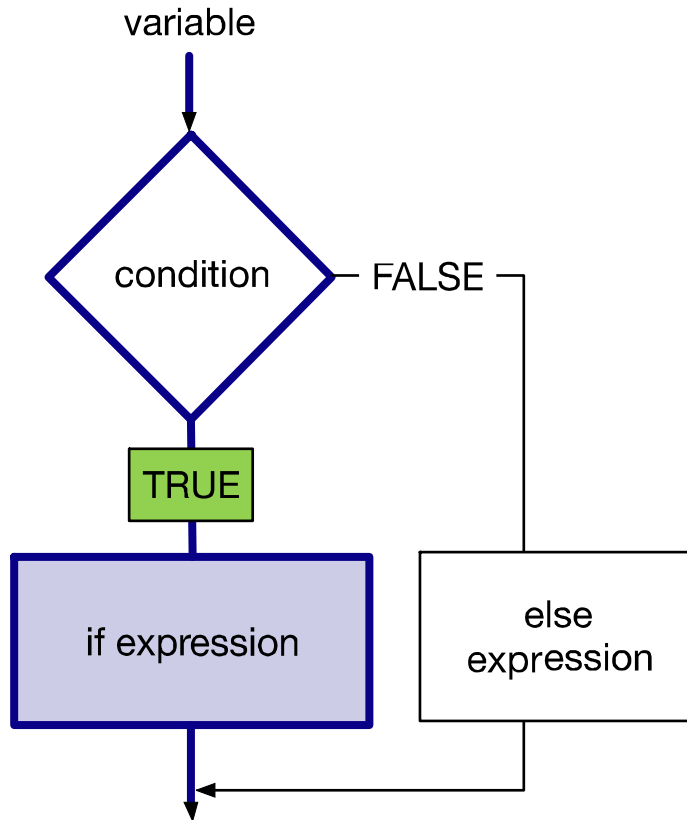 variable
condition
FALSE
TRUE
if expression
else
expression